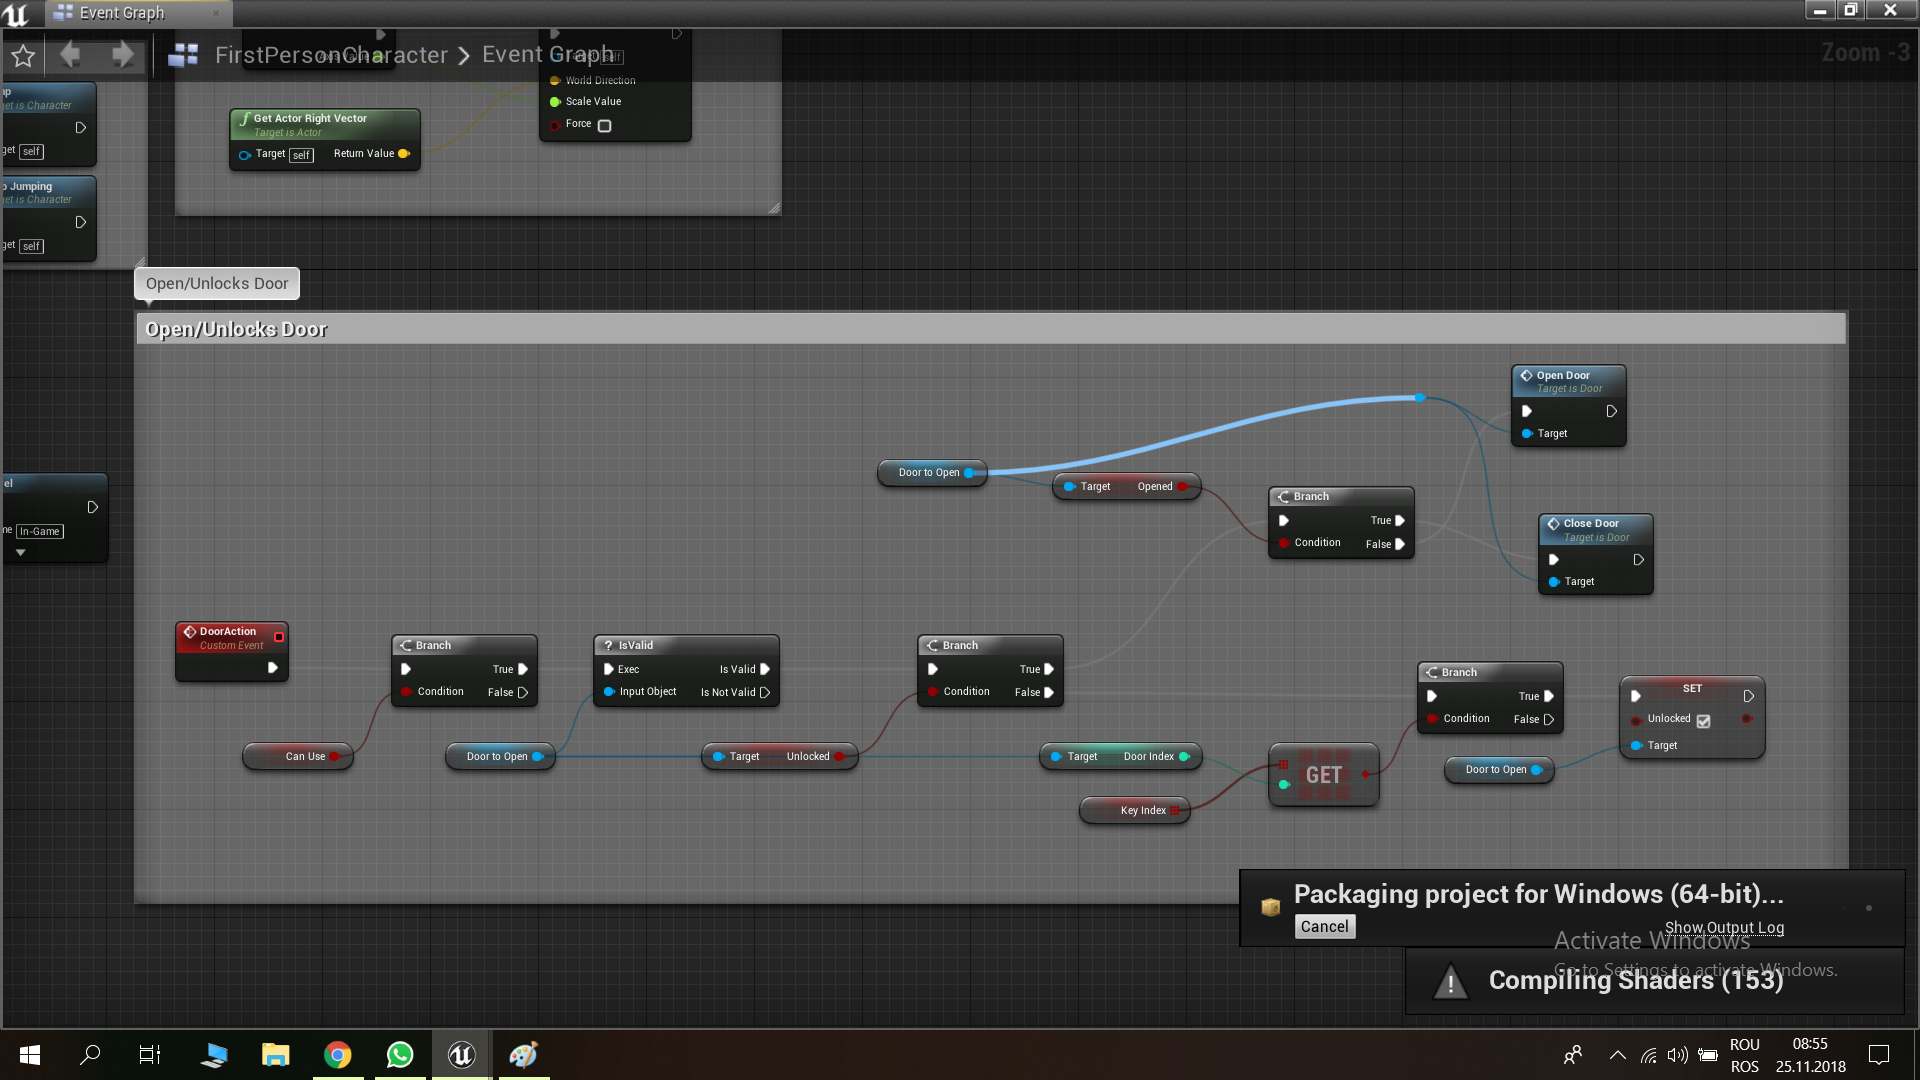 Event Graph
FirstPersonCharacter > Event Graph
Zoom -3
Target self
World Direction
Scale Value
Force
Get Actor Right Vector
Target is Actor
Target self Return Value
et is Character
get self
o Jumping
et is Character
get self
Open/Unlocks Door
Open/Unlocks Door
Open Door
Target is Door
Target
Door to Open
Target Opened
Branch
True
Condition False
Close Door
Target is Door
Target
In-Game
DoorAction
Custom Event
Branch
True
Condition False
IsValid
Exec Is Valid
Input Object Is Not Valid
Branch
True
Condition False
Branch
True
Condition False
SET
Unlocked
Target
Can Use
Door to Open
Target Unlocked
Target Door Index
Key Index
GET
Door to Open
Packaging project for Windows (64-bit)...
Cancel
Show Output Log
Activate Windows
Go to Settings to activate Windows.
Compiling Shaders (153)
ROU
ROS
08:55
25.11.2018